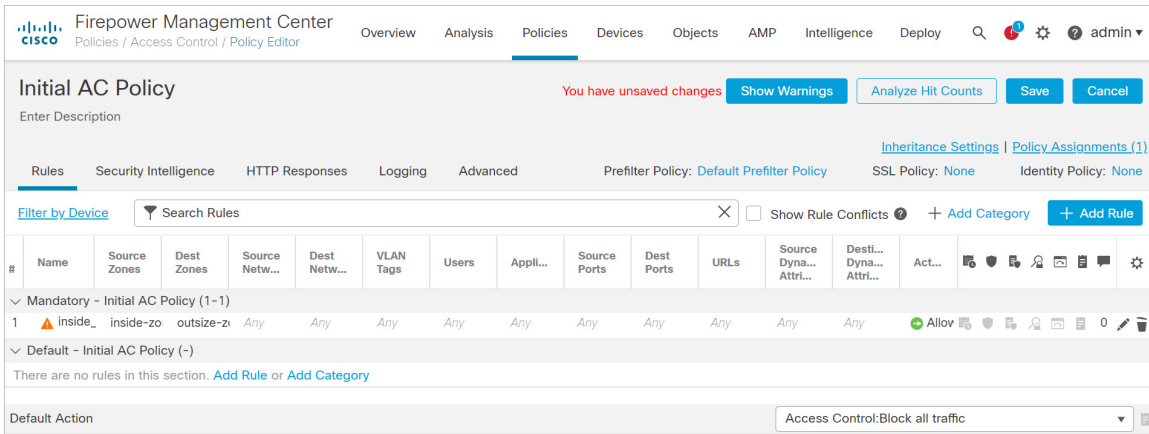 Firepower Management Center
CISCO Policies / Access Control / Policy Editor Overview Analysis Policies Devices Objects AMP Intelligence Deploy 1 admin
Initial AC Policy You have unsaved changes Show Warnings Analyze Hit Counts Save Cancel
Enter Description
Inheritance Settings | Policy Assignments (1)
Rules Security Intelligence HTTP Responses Logging Advanced Prefilter Policy: Default Prefilter Policy SSL Policy: None Identity Policy: None
Filter by Device Search Rules Show Rule Conflicts + Add Category + Add Rule
# Name Source Zones Dest Zones Source Netw... Dest Netw... VLAN Tags Users Appli... Source Ports Dest Ports URLs Source Dyna... Attri... Desti... Dyna... Attri... Act...
Mandatory - Initial AC Policy (1-1)
1 inside_ inside-zo outsize-zo Any Any Any Any Any Any Any Any Any Any Allow 0
Default - Initial AC Policy (-)
There are no rules in this section. Add Rule or Add Category
Default Action Access Control:Block all traffic